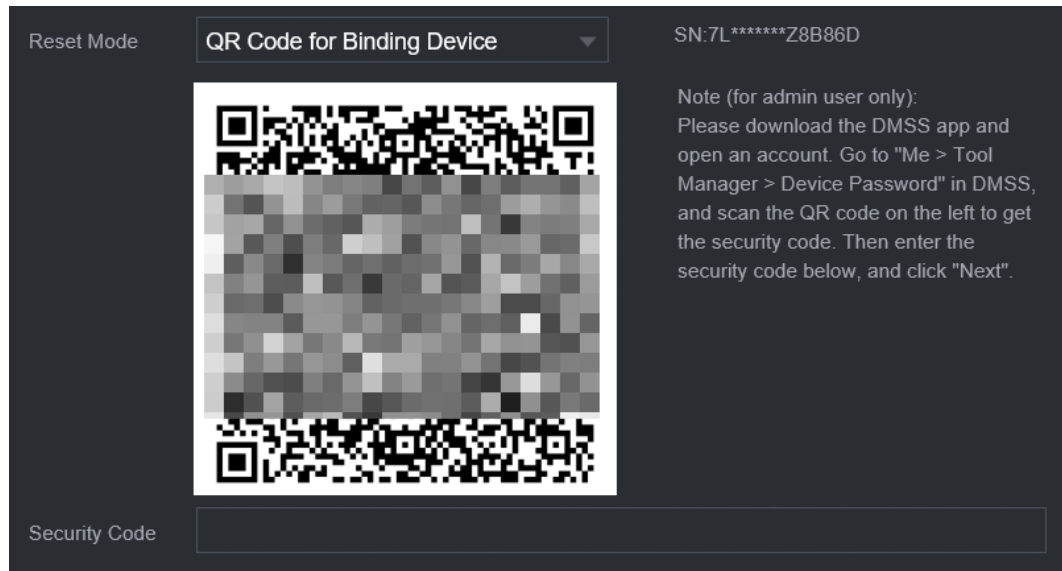 Reset Mode
QR Code for Binding Device
SN:7L*******Z8B86D
Note (for admin user only):
Please download the DMSS app and
open an account. Go to "Me > Tool
Manager > Device Password" in DMSS,
and scan the QR code on the left to get
the security code. Then enter the
security code below, and click "Next".
Security Code